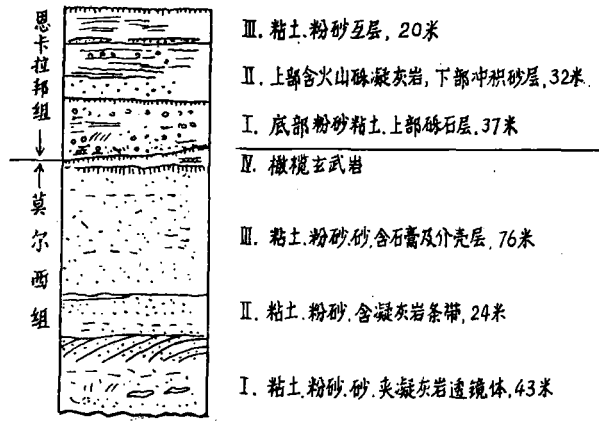 思卡拉邦组
Ⅲ. 粘土.粉砂互层, 20米
Ⅱ. 上部含火山砾凝灰岩, 下部冲积砂层, 32米
Ⅰ. 底部粉砂粘土.上部砾石层. 37米
莫尔西组
Ⅳ. 橄榄玄武岩
Ⅲ. 粘土.粉砂.砂, 含石膏及介壳层, 76米
Ⅱ. 粘土.粉砂.含凝灰岩条带, 24米
Ⅰ. 粘土.粉砂.砂.夹凝灰岩透镜体, 43米